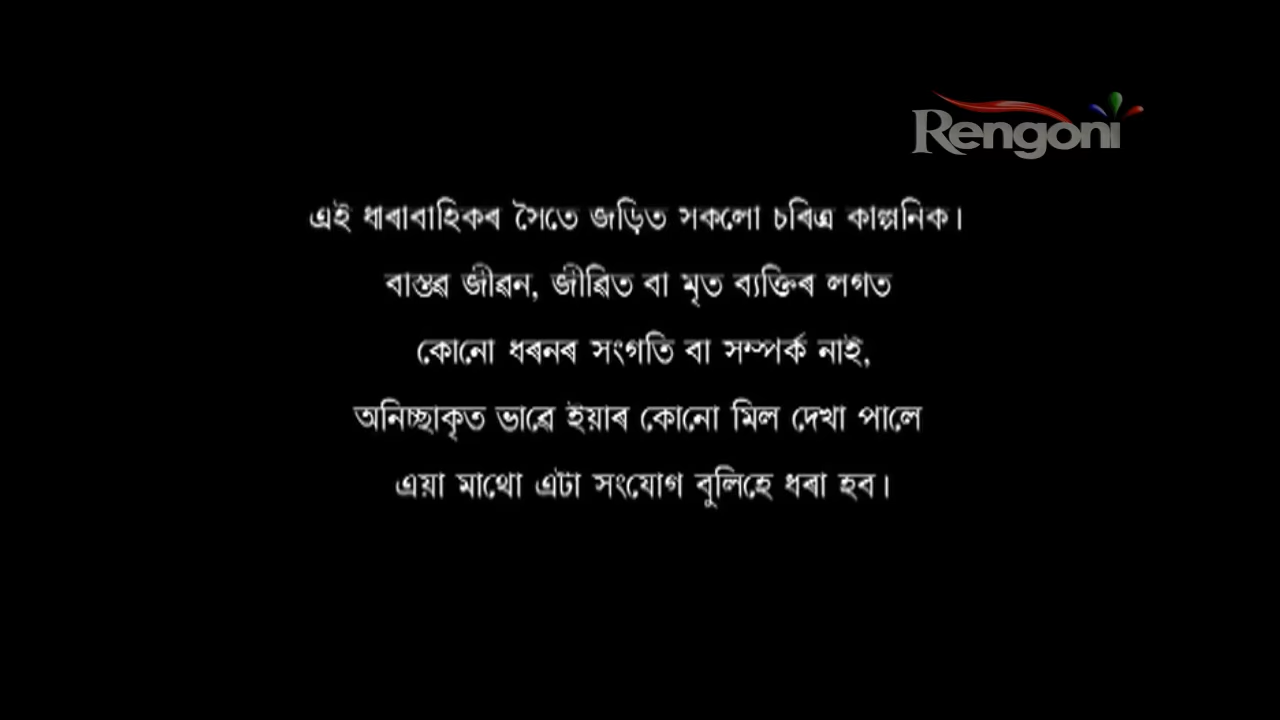 Rengoni
এই ধাৰাবাহিকৰ সৈতে জড়িত সকলো চৰিত্ৰ কাল্পনিক।
বাস্তৱ জীৱন, জীৱিত বা মৃত ব্যক্তিৰ লগত
কোনো ধৰনৰ সংগতি বা সম্পৰ্ক নাই,
অনিচ্ছাকৃত ভাৱে ইয়াৰ কোনো মিল দেখা পালে
এয়া মাথো এটা সংযোগ বুলিহে ধৰা হব।